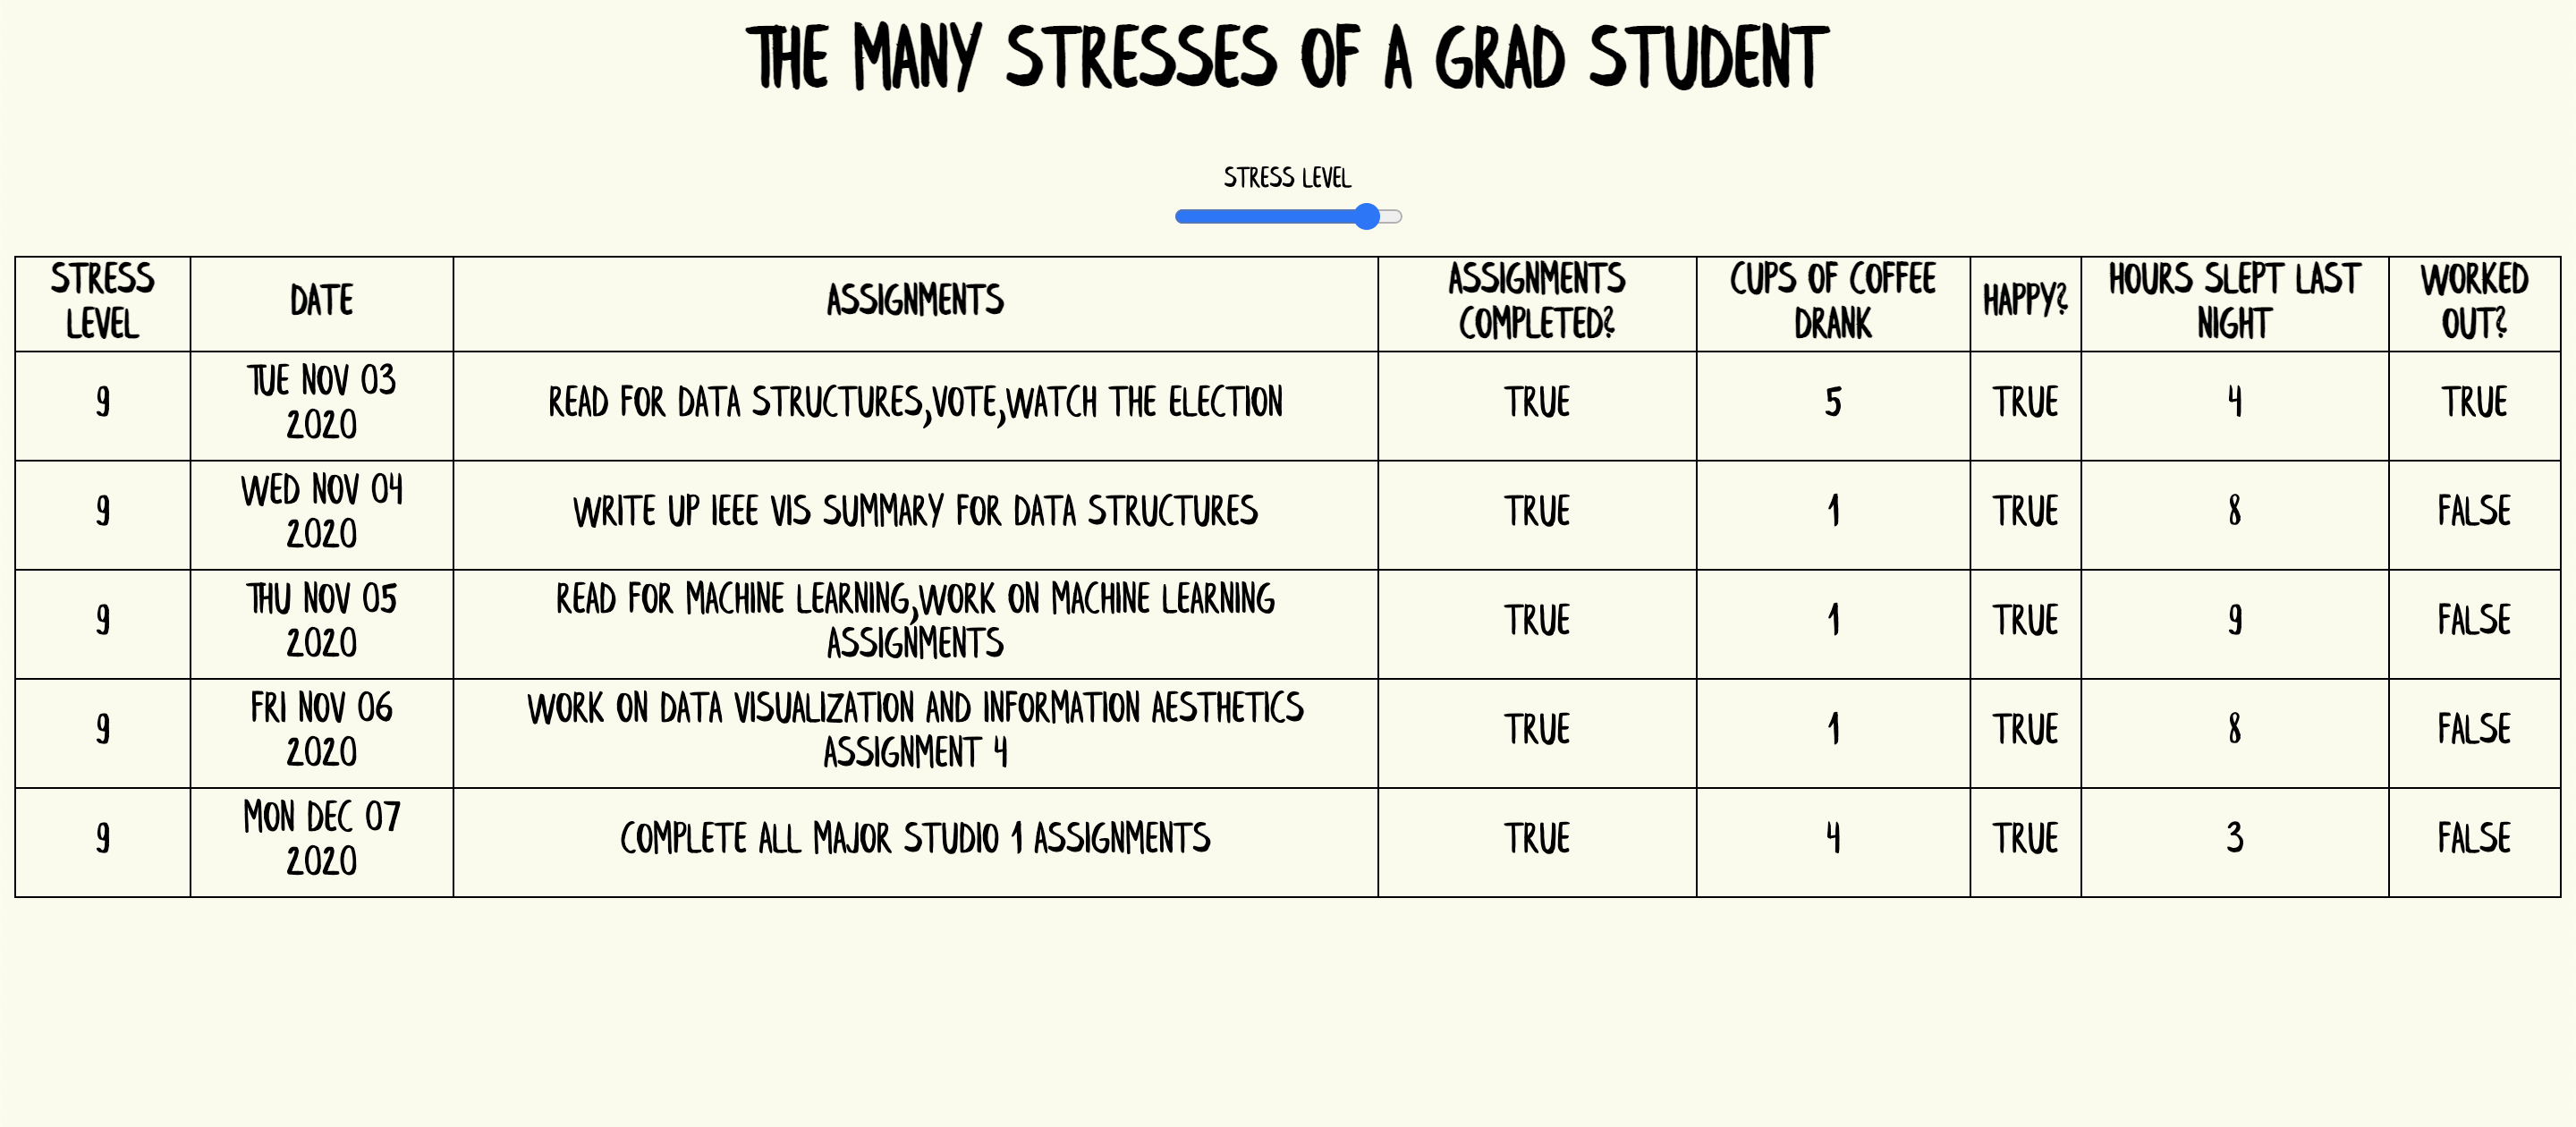 THE MANY STRESSES OF A GRAD STUDENT
STRESS LEVEL
STRESS LEVEL
DATE
ASSIGNMENTS
ASSIGNMENTS COMPLETED?
CUPS OF COFFEE DRANK
HAPPY?
HOURS SLEPT LAST NIGHT
WORKED OUT?
9
TUE NOV 03
2020
READ FOR DATA STRUCTURES,VOTE,WATCH THE ELECTION
TRUE
5
TRUE
4
TRUE
9
WED NOV 04
2020
WRITE UP IEEE VIS SUMMARY FOR DATA STRUCTURES
TRUE
1
TRUE
8
FALSE
9
THU NOV 05
2020
READ FOR MACHINE LEARNING,WORK ON MACHINE LEARNING
ASSIGNMENTS
TRUE
1
TRUE
9
FALSE
9
FRI NOV 06
2020
WORK ON DATA VISUALIZATION AND INFORMATION AESTHETICS
ASSIGNMENT 4
TRUE
1
TRUE
8
FALSE
9
MON DEC 07
2020
COMPLETE ALL MAJOR STUDIO 1 ASSIGNMENTS
TRUE
4
TRUE
3
FALSE